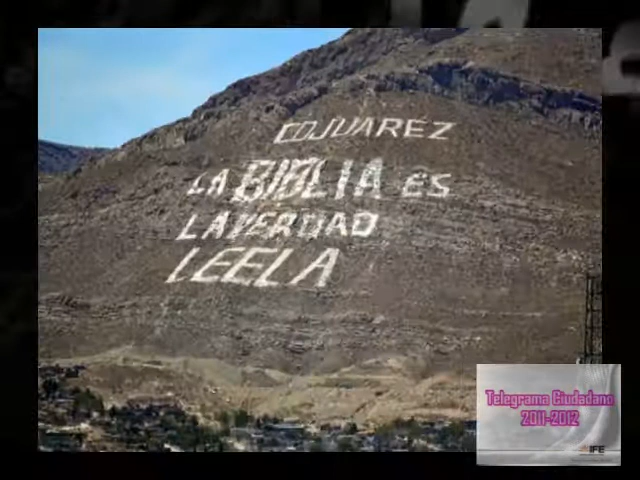 CD JUAREZ
LA BIBLIA ES
LA VERDAD
LEELA
Telegrama Ciudadano
2011-2012
IFE